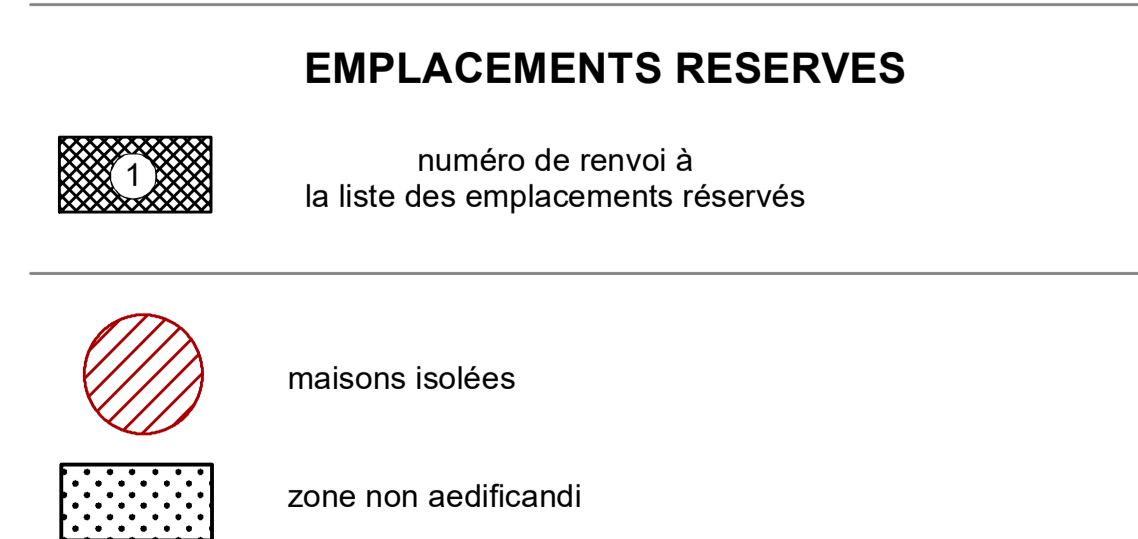 EMPLACEMENTS RESERVES
1
numéro de renvoi à
la liste des emplacements réservés
maisons isolées
zone non aedificandi